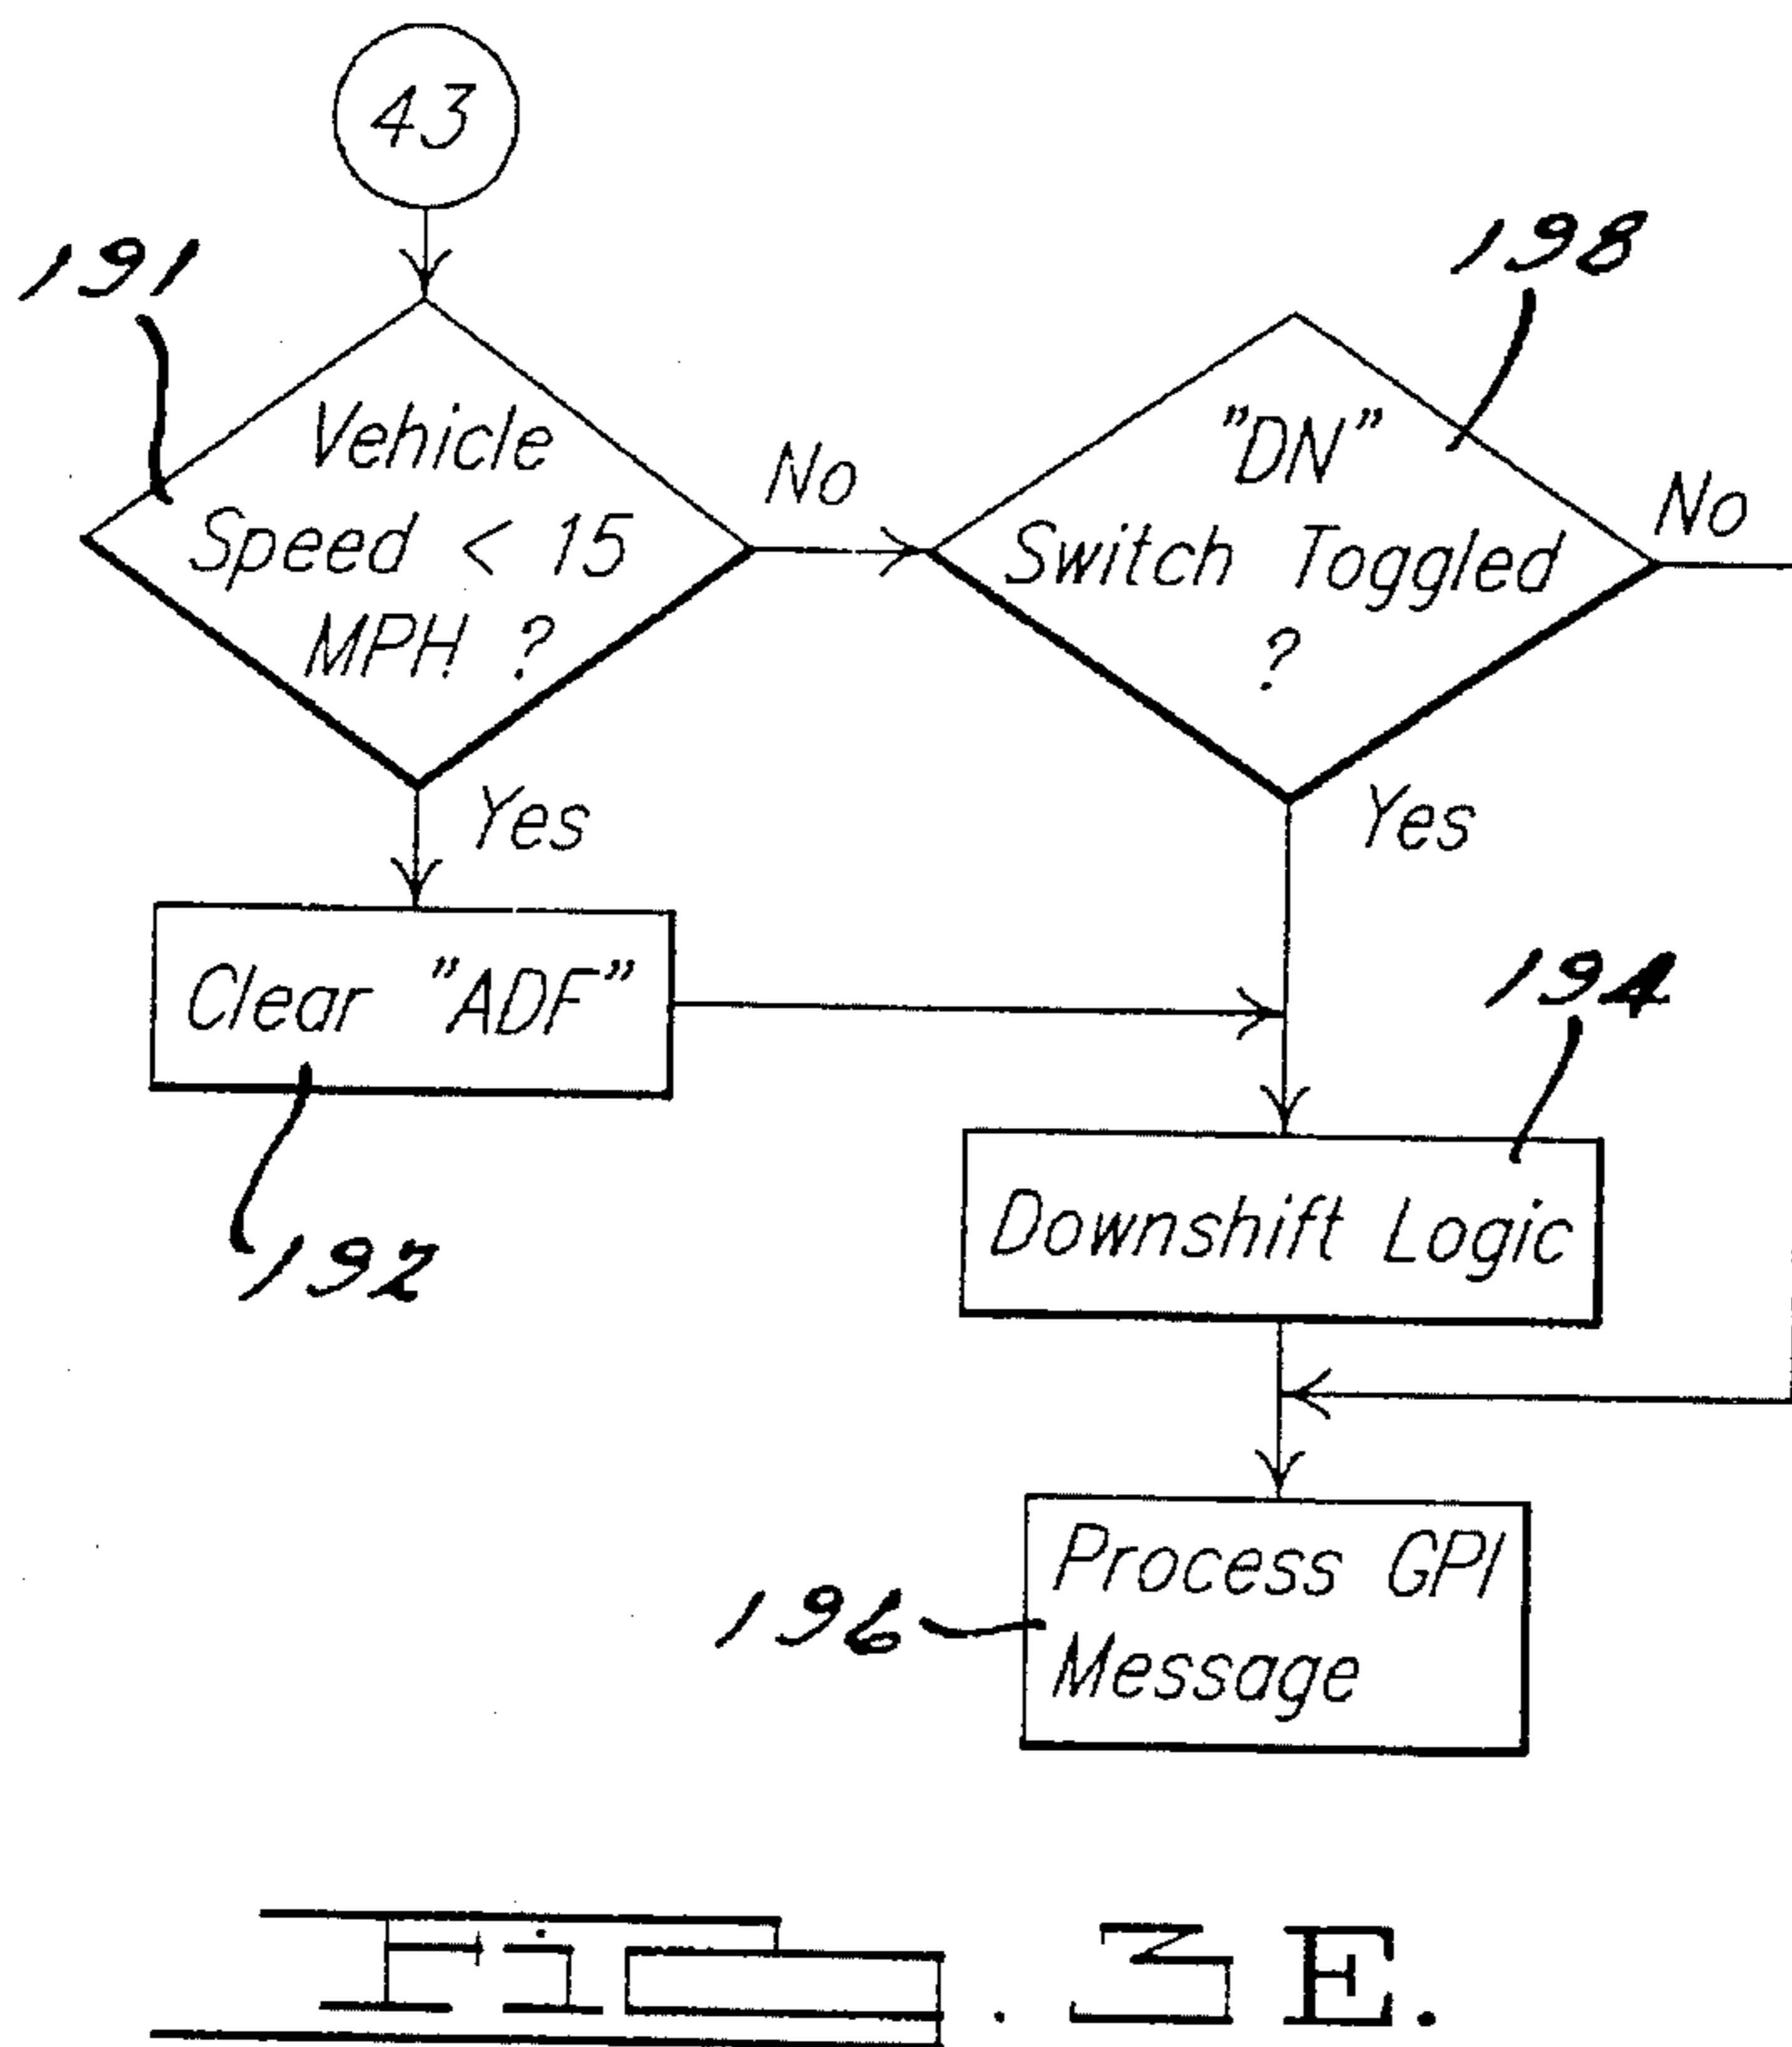 43
191
198
Vehicle
Speed < 15
MPH ?
No
"DN"
Switch Toggled
?
No
Yes
Yes
Clear "ADF"
194
192
Downshift Logic
196
Process GPI
Message
Fig. 3E.